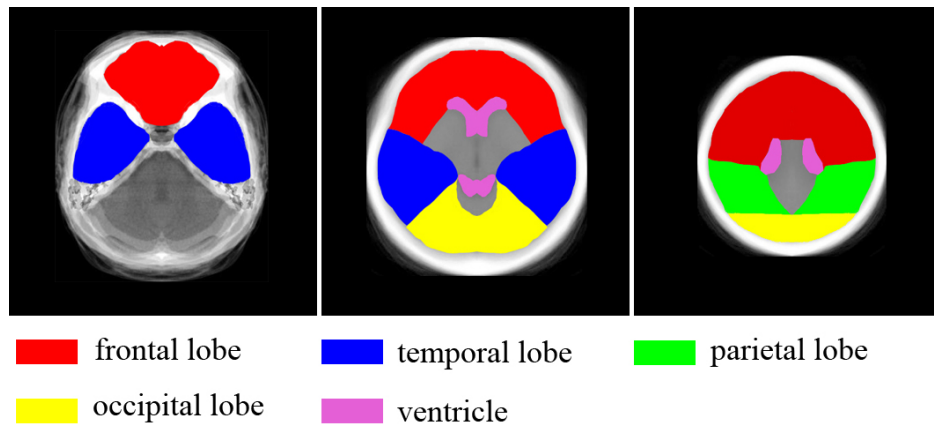 frontal lobe
temporal lobe
parietal lobe
occipital lobe
ventricle